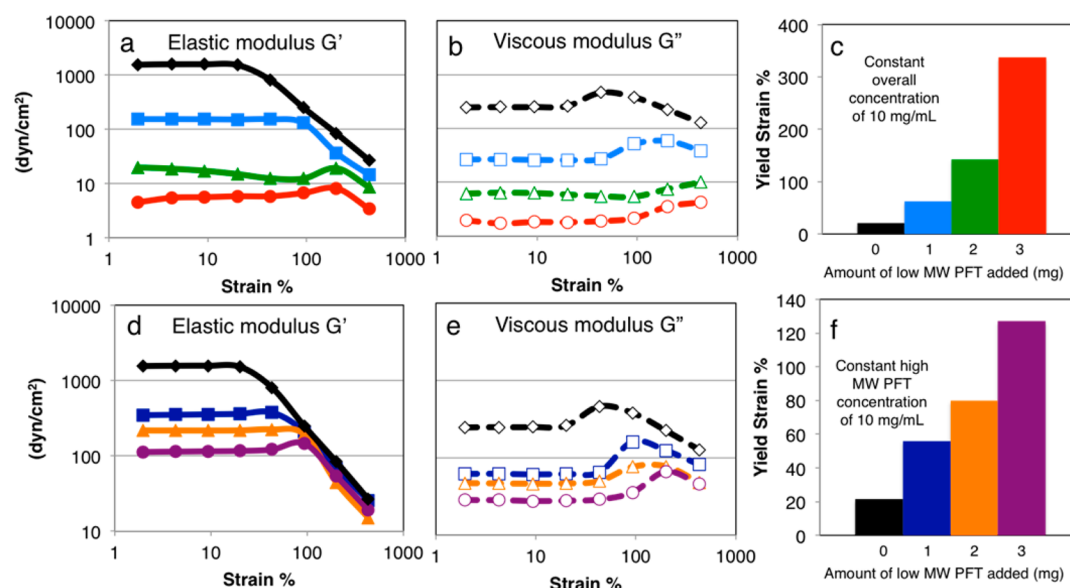 a
Elastic modulus G’
(dyn/cm²)
10000
1000
100
10
1
1 10 100 1000
Strain %
b
Viscous modulus G”
1 10 100 1000
Strain %
c
Constant
overall
concentration
of 10 mg/mL
Yield Strain %
400
300
200
100
0
0 1 2 3
Amount of low MW PFT added (mg)
d
Elastic modulus G’
(dyn/cm²)
10000
1000
100
10
1 10 100 1000
Strain %
e
Viscous modulus G”
1 10 100 1000
Strain %
f
Constant high
MW PFT
concentration
of 10 mg/mL
Yield Strain %
140
120
100
80
60
40
20
0
0 1 2 3
Amount of low MW PFT added (mg)